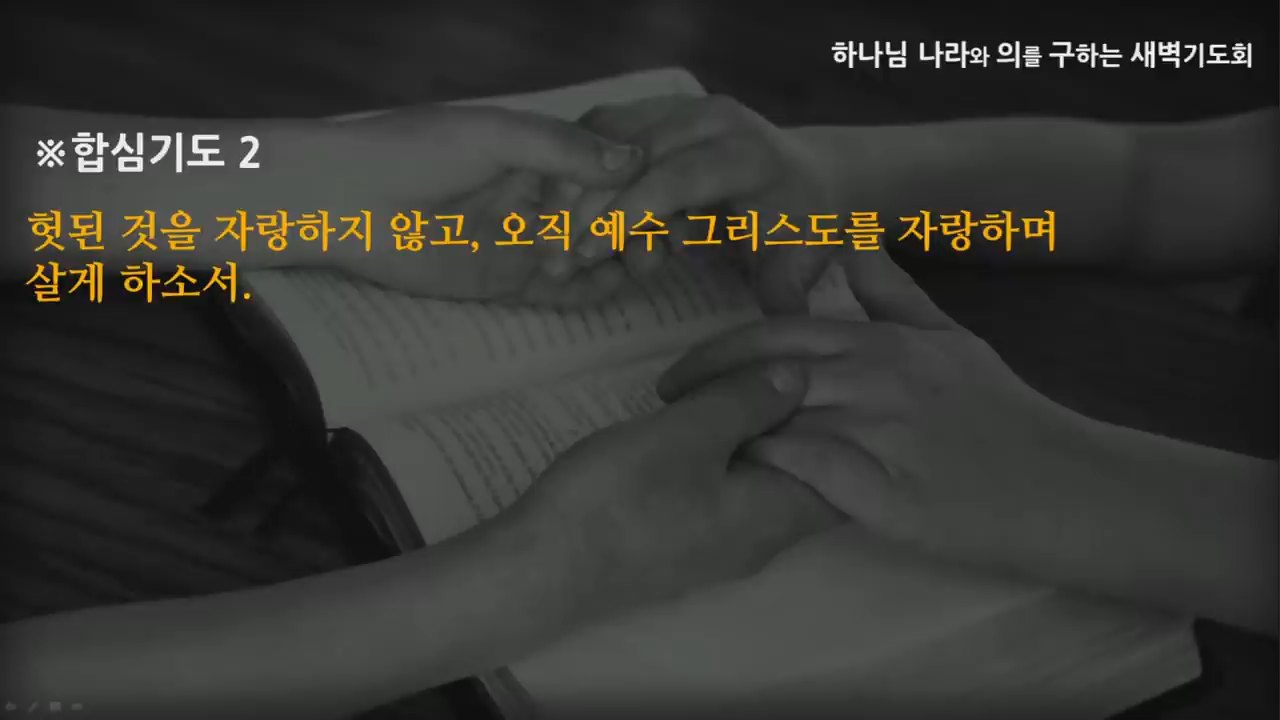 하나님 나라와 의를 구하는 새벽기도회
※합심기도 2
헛된 것을 자랑하지 않고, 오직 예수 그리스도를 자랑하며
살게 하소서.